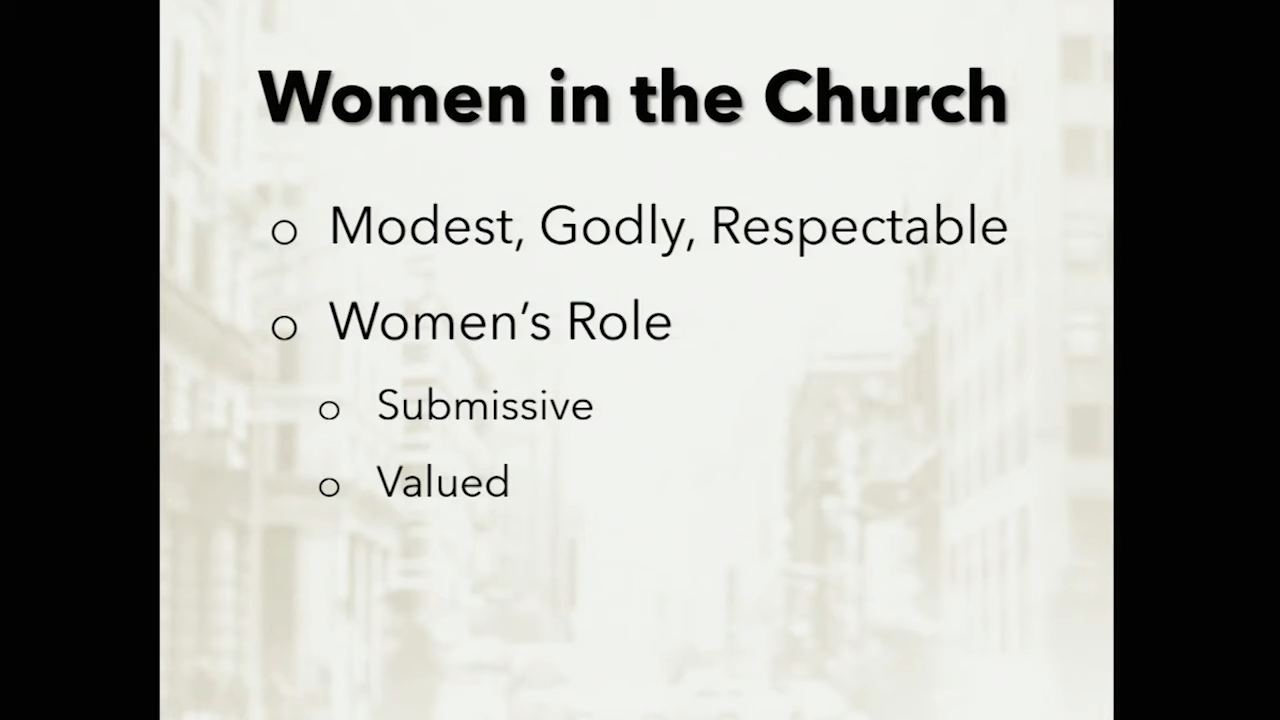 Women in the Church
o Modest, Godly, Respectable
o Women’s Role
o Submissive
o Valued